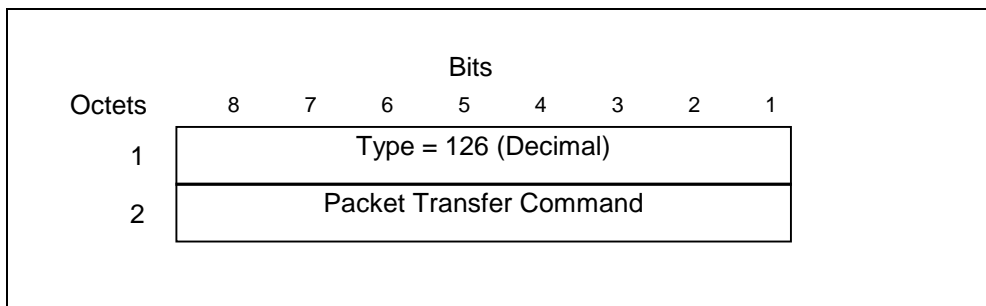 Bits
Octets 8 7 6 5 4 3 2 1
1 Type = 126 (Decimal)
2 Packet Transfer Command